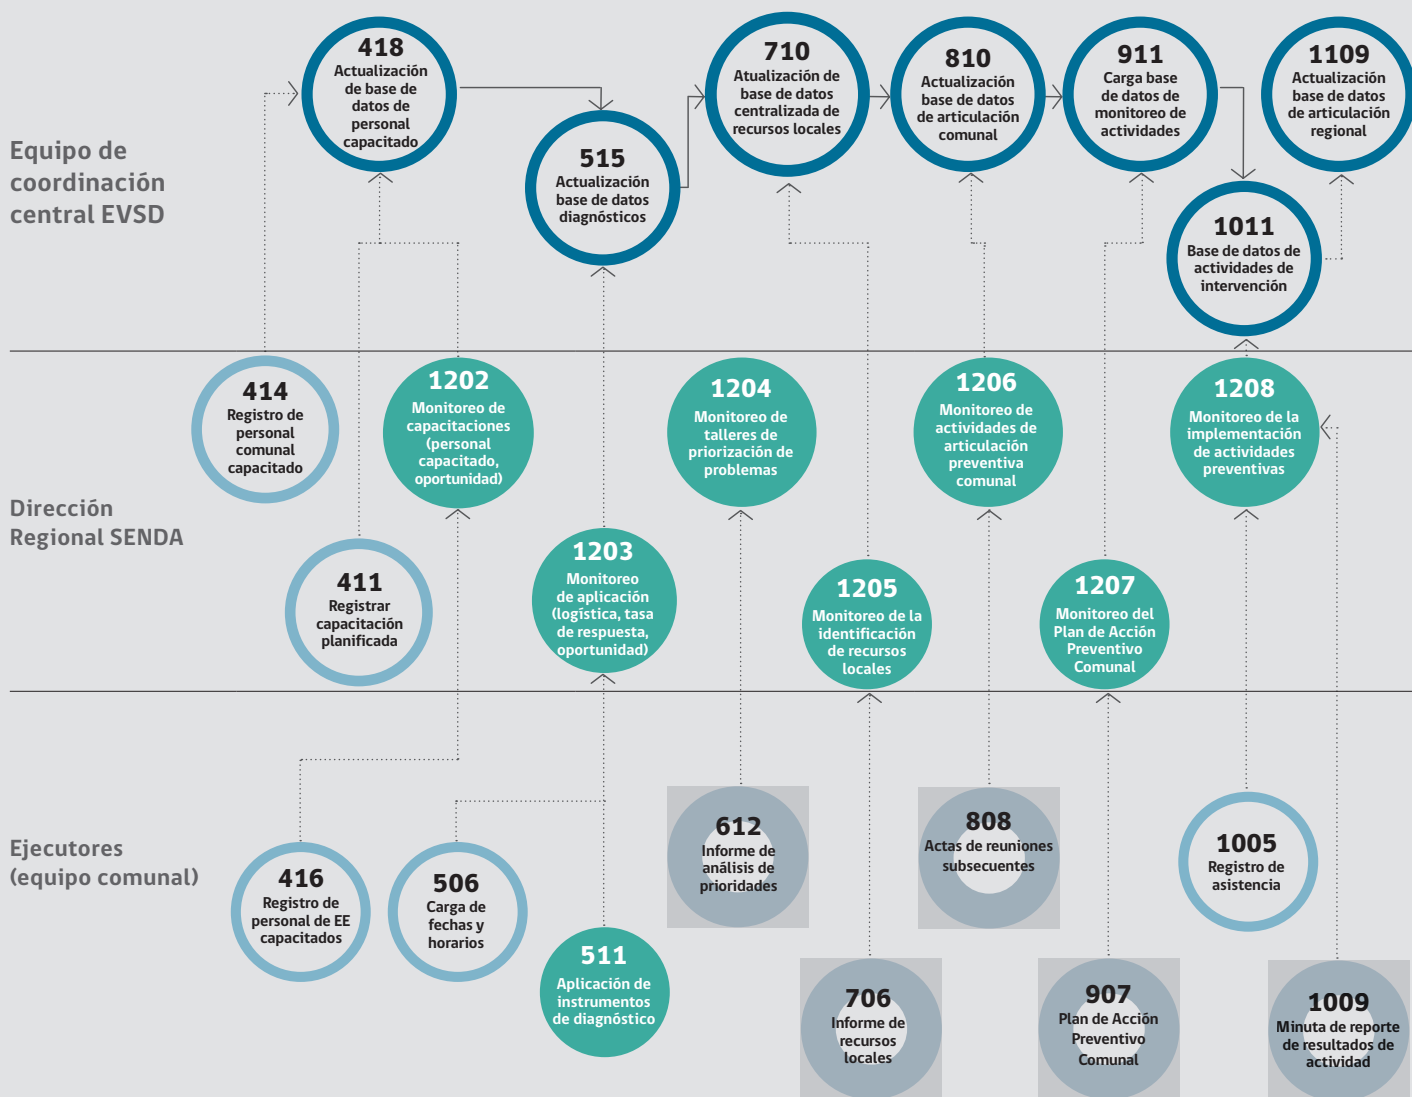 Equipo de
coordinación
central EVSD
418
Actualización
de base de
datos de
personal
capacitado
515
Actualización
base de datos
diagnósticos
710
Atualización de
base de datos
centralizada de
recursos locales
810
Actualización
base de datos
de articulación
comunal
911
Carga base
de datos de
monitoreo de
actividades
1011
Base de datos de
actividades de
intervención
1109
Actualización
base de datos
de articulación
regional
Dirección
Regional SENDA
414
Registro de
personal
comunal
capacitado
411
Registrar
capacitación
planificada
1202
Monitoreo de
capacitaciones
(personal
capacitado,
oportunidad)
1203
Monitoreo
de aplicación
(logística, tasa
de respuesta,
oportunidad)
1204
Monitoreo de
talleres de
priorización de
problemas
1205
Monitoreo de la
identificación
de recursos
locales
1206
Monitoreo de
actividades de
articulación
preventiva
comunal
1207
Monitoreo del
Plan de Acción
Preventivo
Comunal
1208
Monitoreo de la
implementación
de actividades
preventivas
Ejecutores
(equipo comunal)
416
Registro de
personal de EE
capacitados
506
Carga de
fechas y
horarios
511
Aplicación de
instrumentos
de diagnóstico
612
Informe de
análisis de
prioridades
706
Informe de
recursos
locales
808
Actas de reuniones
subsecuentes
907
Plan de Acción
Preventivo
Comunal
1005
Registro de
asistencia
1009
Minuta de reporte
de resultados de
actividad